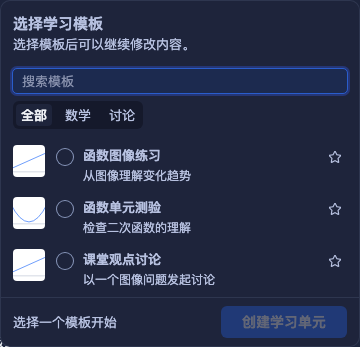 选择学习模板
选择模板后可以继续修改内容。
搜索模板
全部 数学 讨论
函数图像练习
从图像理解变化趋势
函数单元测验
检查二次函数的理解
课堂观点讨论
以一个图像问题发起讨论
选择一个模板开始
创建学习单元